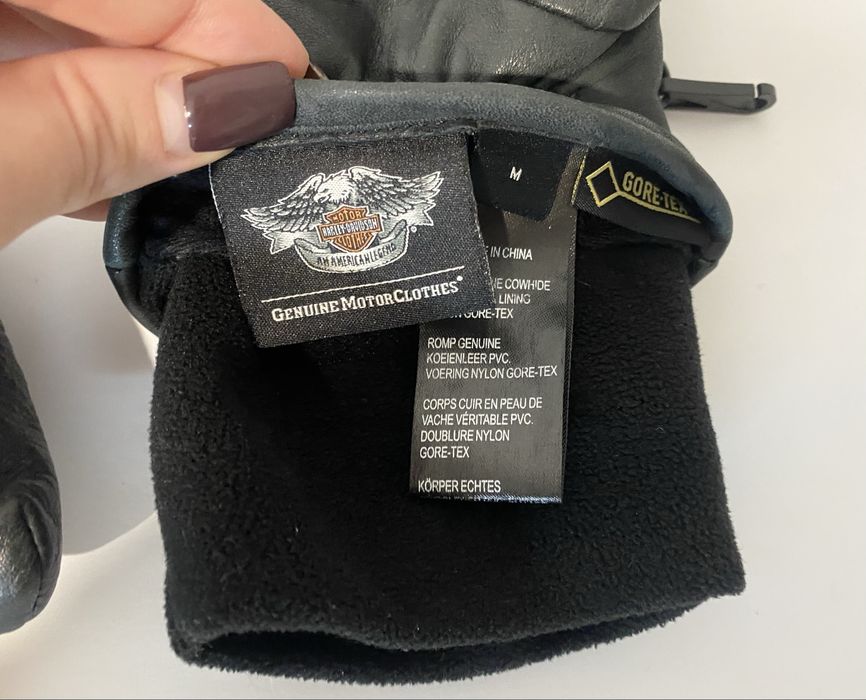 MOTOR
HARLEY-DAVIDSON
CLOTHES
AN AMERICAN LEGEND
GENUINE MOTORCLOTHES®
M
GORE-TEX
IN CHINA
COWHIDE
LINING
GORE-TEX
ROMP GENUINE
KOEIENLEER PVC.
VOERING NYLON GORE-TEX
CORPS CUIR EN PEAU DE
VACHE VÉRITABLE PVC.
DOUBLURE NYLON
GORE-TEX
KÖRPER ECHTES